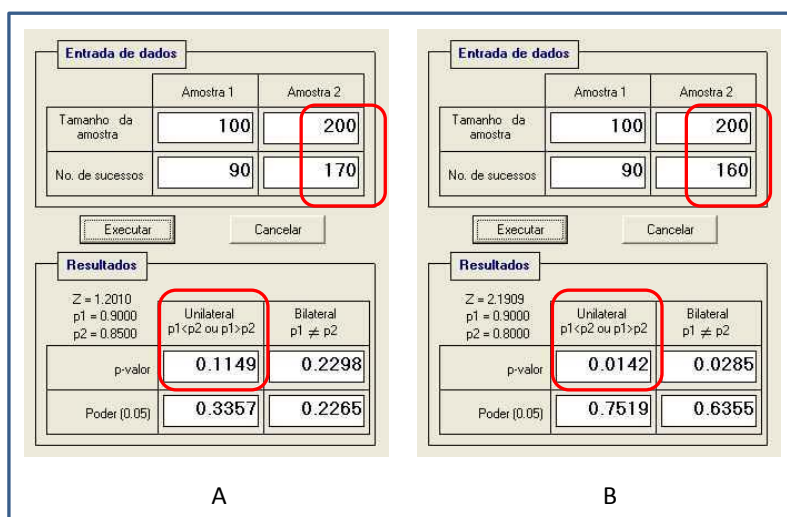 Entrada de dados
Amostra 1 Amostra 2
Tamanho da
amostra
100 200
No. de sucessos 90 170
Executar Cancelar
Resultados
Z = 1.2010
p1 = 0.9000
p2 = 0.8500
Unilateral
p1<p2 ou p1>p2
Bilateral
p1 ≠ p2
p-valor 0.1149 0.2298
Poder (0.05) 0.3357 0.2265
A
Entrada de dados
Amostra 1 Amostra 2
Tamanho da
amostra
100 200
No. de sucessos 90 160
Executar Cancelar
Resultados
Z = 2.1909
p1 = 0.9000
p2 = 0.8000
Unilateral
p1<p2 ou p1>p2
Bilateral
p1 ≠ p2
p-valor 0.0142 0.0285
Poder (0.05) 0.7519 0.6355
B